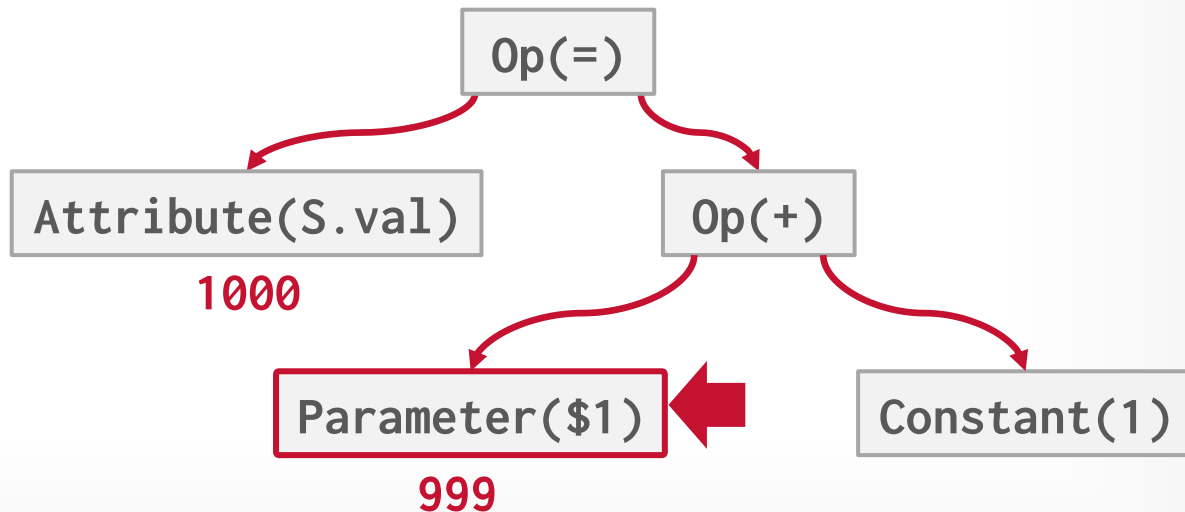 Op(=)
Attribute(S.val)
Op(+)
1000
Parameter($1)
Constant(1)
999